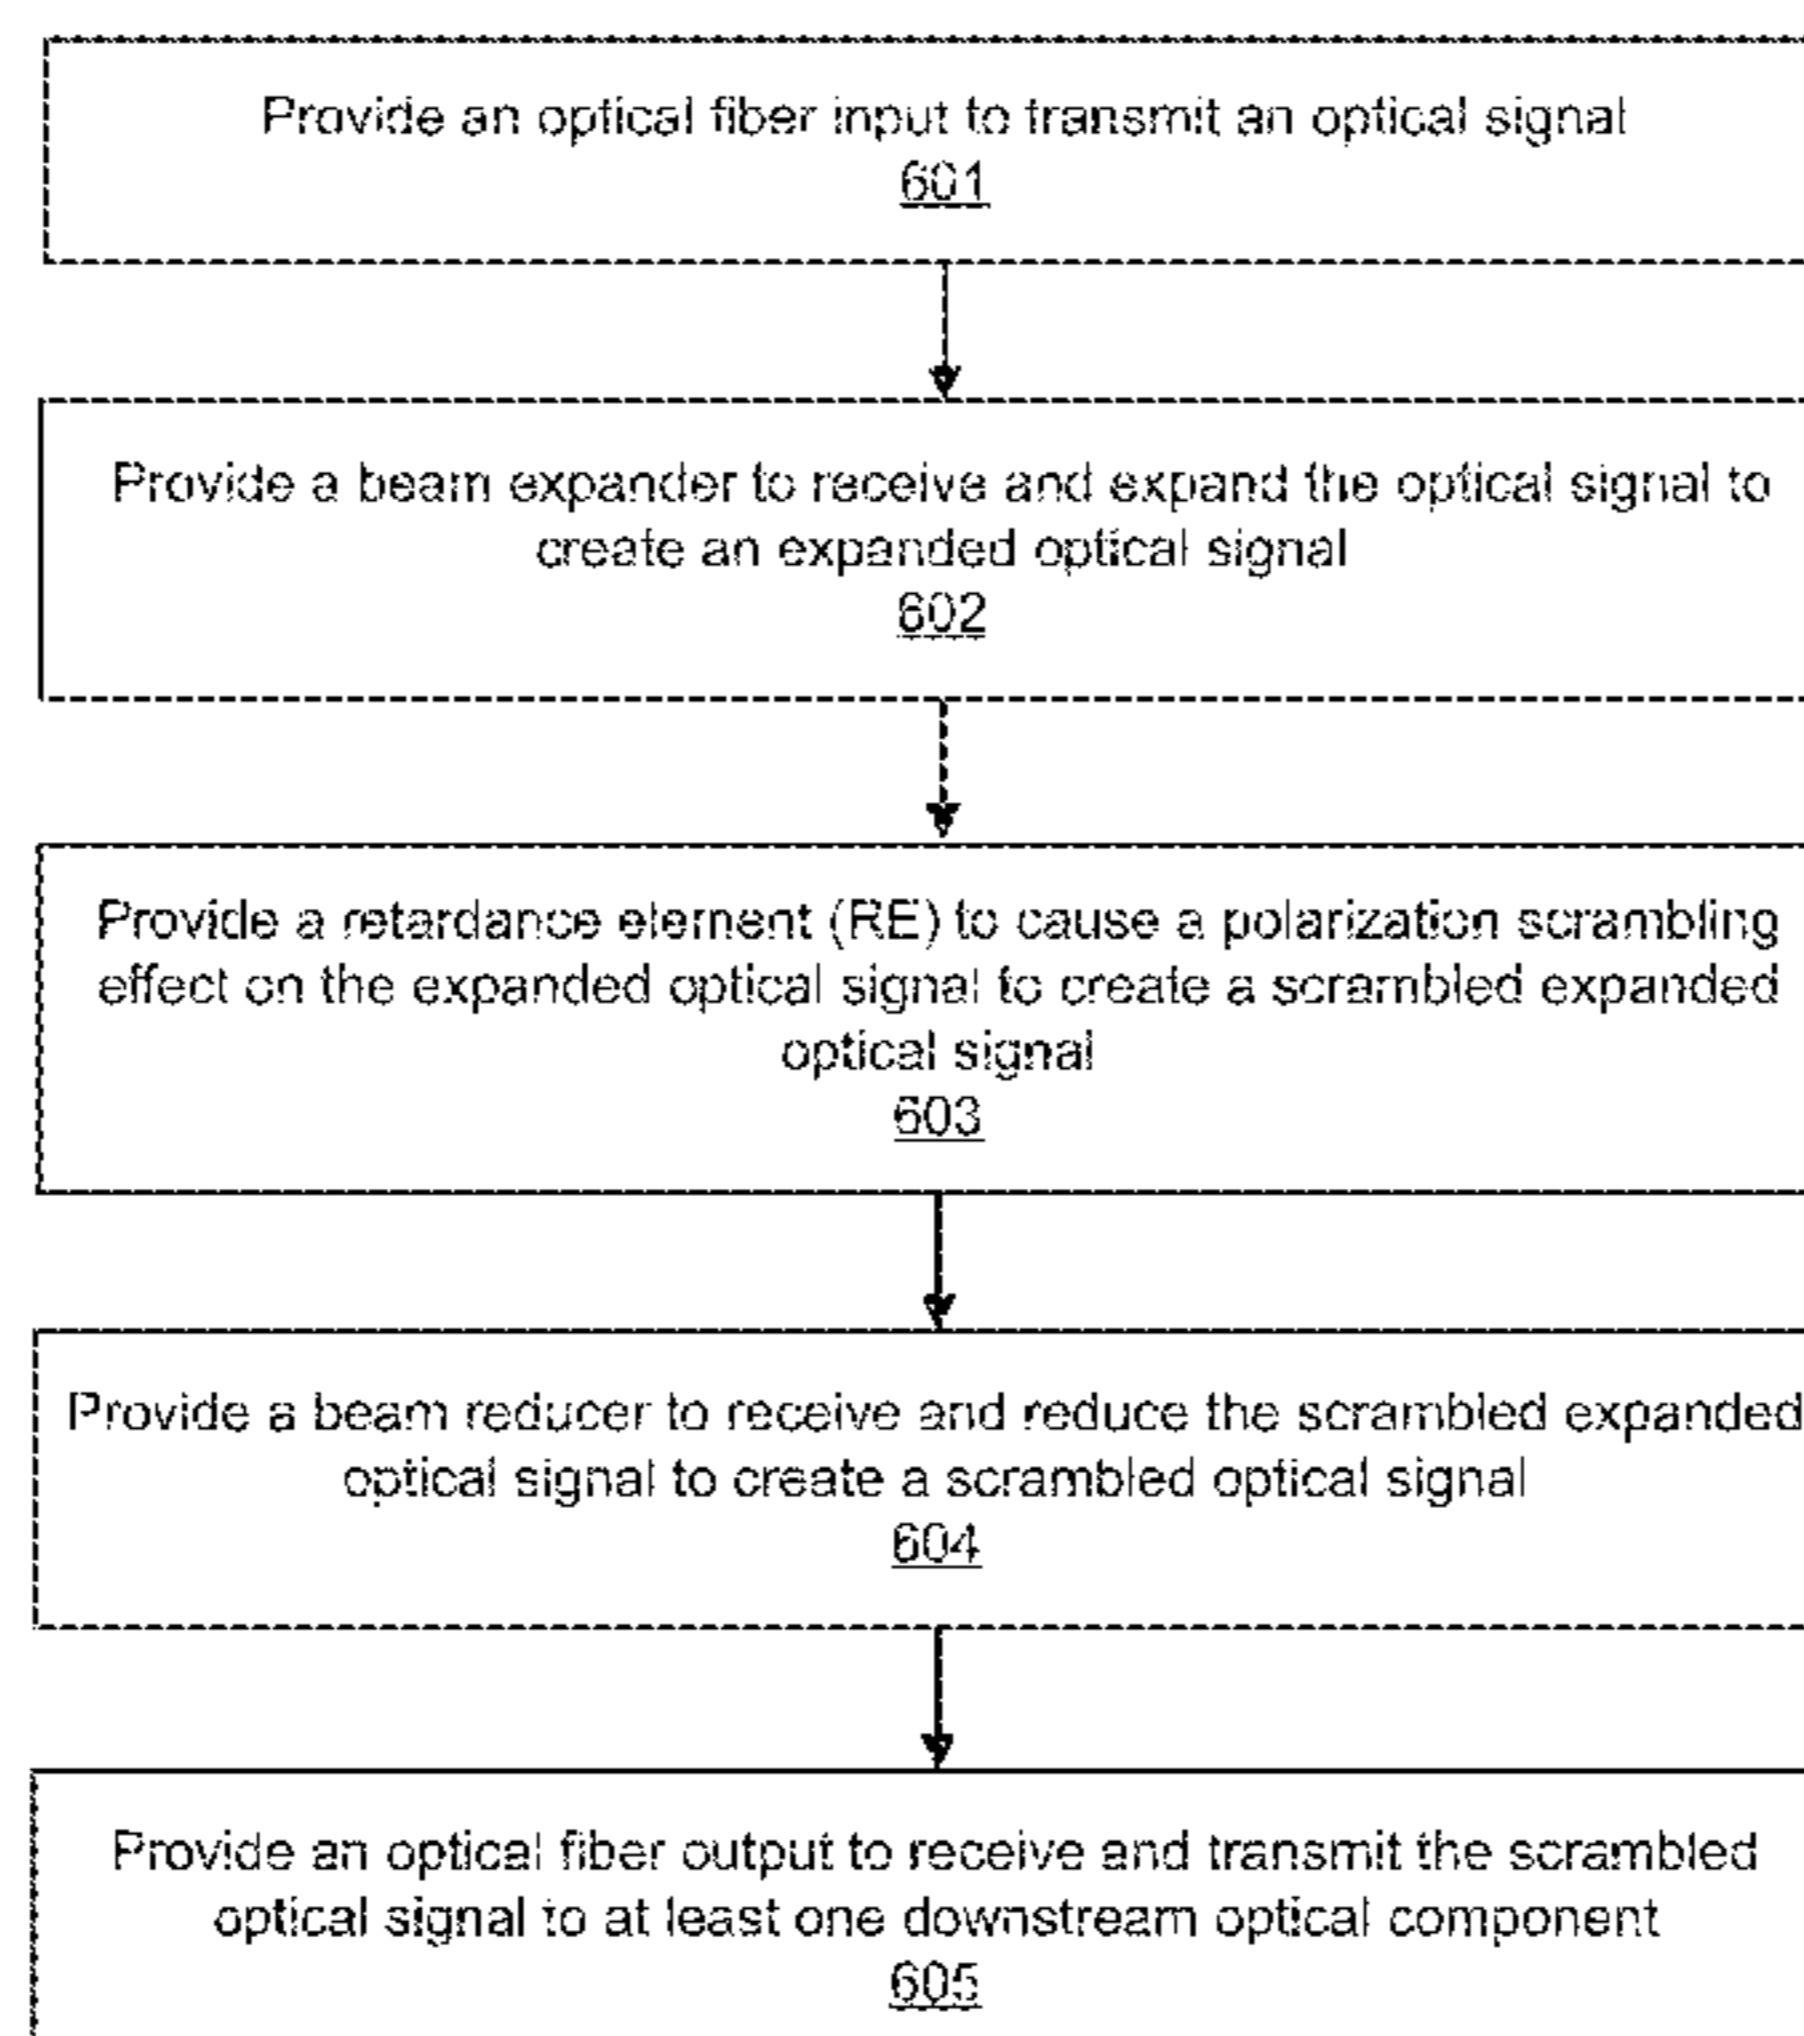 Provide an optical fiber input to transmit an optical signal
601
Provide a beam expander to receive and expand the optical signal to
create an expanded optical signal
602
Provide a retardance element (RE) to cause a polarization scrambling
effect on the expanded optical signal to create a scrambled expanded
optical signal
603
Provide a beam reducer to receive and reduce the scrambled expanded
optical signal to create a scrambled optical signal
604
Provide an optical fiber output to receive and transmit the scrambled
optical signal to at least one downstream optical component
605